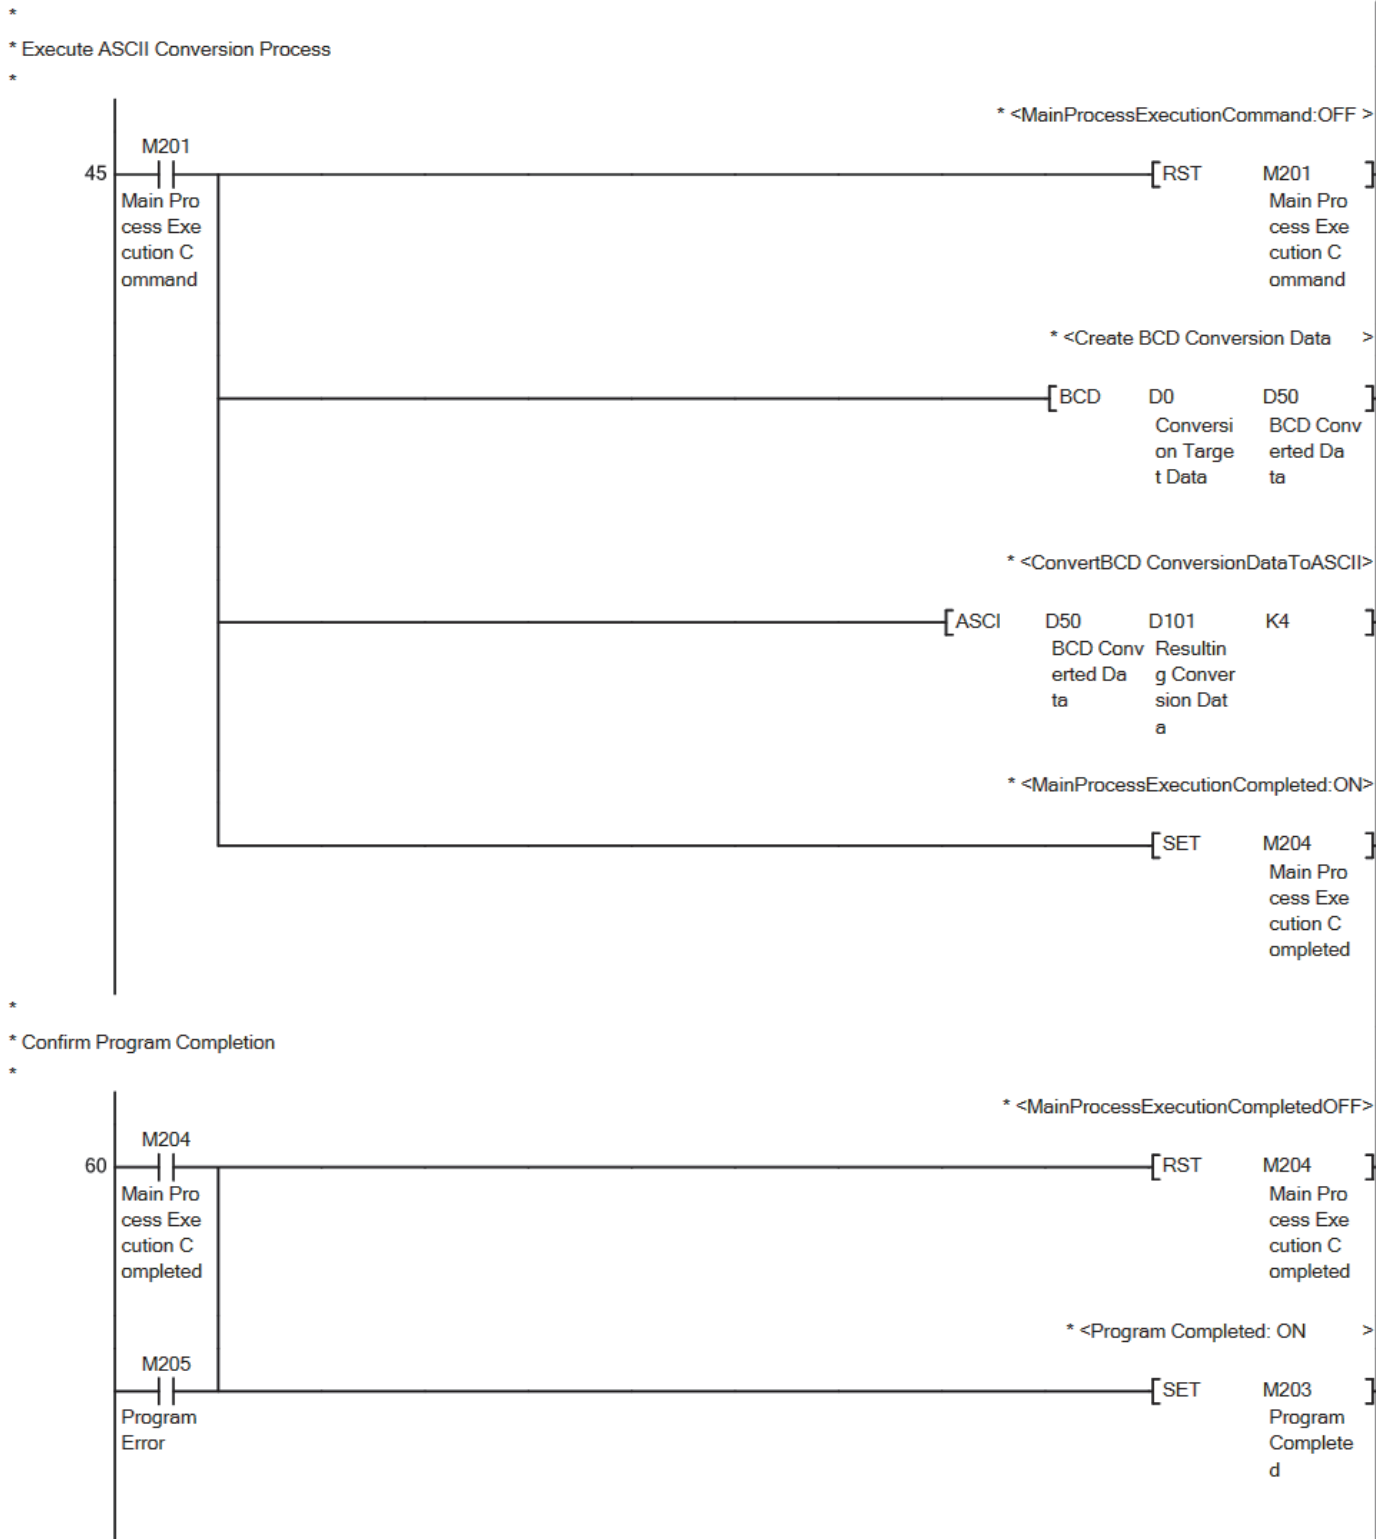 *
* Execute ASCII Conversion Process
*
* <MainProcessExecutionCommand:OFF >
M201
45 RST M201
Main Pro Main Pro
cess Exe cess Exe
cution C cution C
ommand ommand
* <Create BCD Conversion Data >
BCD D0 D50
Conversi BCD Conv
on Targe erted Da
t Data ta
* <ConvertBCD ConversionDataToASCII>
ASCI D50 D101 K4
BCD Conv Resultin
erted Da g Conver
ta sion Dat
a
* <MainProcessExecutionCompleted:ON>
SET M204
Main Pro
cess Exe
cution C
ompleted
*
* Confirm Program Completion
*
* <MainProcessExecutionCompletedOFF>
M204
60 RST M204
Main Pro Main Pro
cess Exe cess Exe
cution C cution C
ompleted ompleted
* <Program Completed: ON >
M205
SET M203
Program Program
Error Complete
d